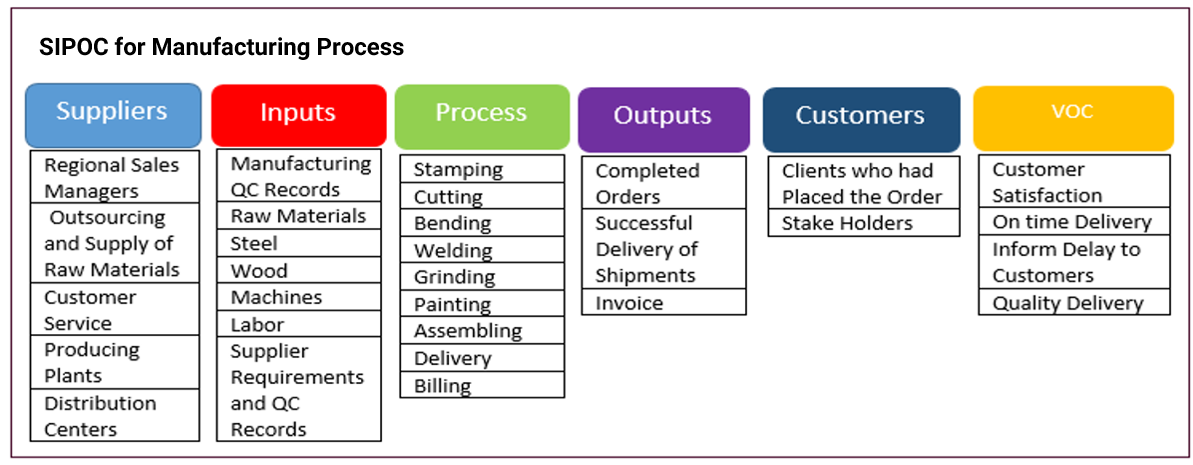 SIPOC for Manufacturing Process
Suppliers
Regional Sales
Managers
Outsourcing
and Supply of
Raw Materials
Customer
Service
Producing
Plants
Distribution
Centers
Inputs
Manufacturing
QC Records
Raw Materials
Steel
Wood
Machines
Labor
Supplier
Requirements
and QC
Records
Process
Stamping
Cutting
Bending
Welding
Grinding
Painting
Assembling
Delivery
Billing
Outputs
Completed
Orders
Successful
Delivery of
Shipments
Invoice
Customers
Clients who had
Placed the Order
Stake Holders
VOC
Customer
Satisfaction
On time Delivery
Inform Delay to
Customers
Quality Delivery